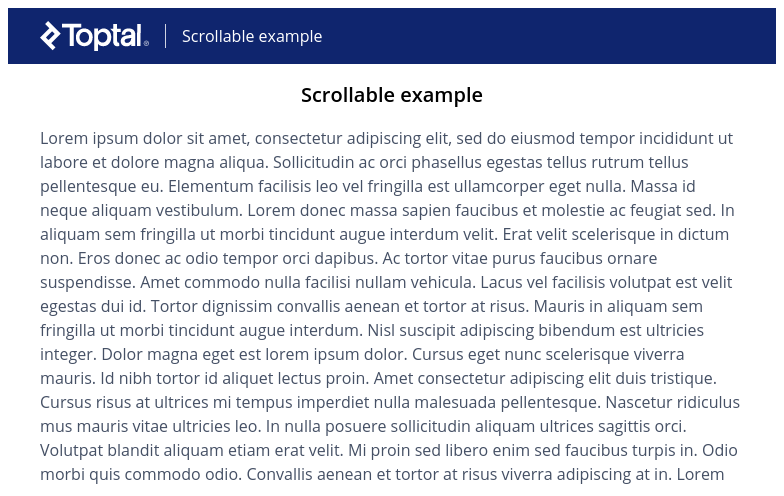 Toptal® Scrollable example
Scrollable example
Lorem ipsum dolor sit amet, consectetur adipiscing elit, sed do eiusmod tempor incididunt ut
labore et dolore magna aliqua. Sollicitudin ac orci phasellus egestas tellus rutrum tellus
pellentesque eu. Elementum facilisis leo vel fringilla est ullamcorper eget nulla. Massa id
neque aliquam vestibulum. Lorem donec massa sapien faucibus et molestie ac feugiat sed. In
aliquam sem fringilla ut morbi tincidunt augue interdum velit. Erat velit scelerisque in dictum
non. Eros donec ac odio tempor orci dapibus. Ac tortor vitae purus faucibus ornare
suspendisse. Amet commodo nulla facilisi nullam vehicula. Lacus vel facilisis volutpat est velit
egestas dui id. Tortor dignissim convallis aenean et tortor at risus. Mauris in aliquam sem
fringilla ut morbi tincidunt augue interdum. Nisl suscipit adipiscing bibendum est ultricies
integer. Dolor magna eget est lorem ipsum dolor. Cursus eget nunc scelerisque viverra
mauris. Id nibh tortor id aliquet lectus proin. Amet consectetur adipiscing elit duis tristique.
Cursus risus at ultrices mi tempus imperdiet nulla malesuada pellentesque. Nascetur ridiculus
mus mauris vitae ultricies leo. In nulla posuere sollicitudin aliquam ultrices sagittis orci.
Volutpat blandit aliquam etiam erat velit. Mi proin sed libero enim sed faucibus turpis in. Odio
morbi quis commodo odio. Convallis aenean et tortor at risus viverra adipiscing at in. Lorem